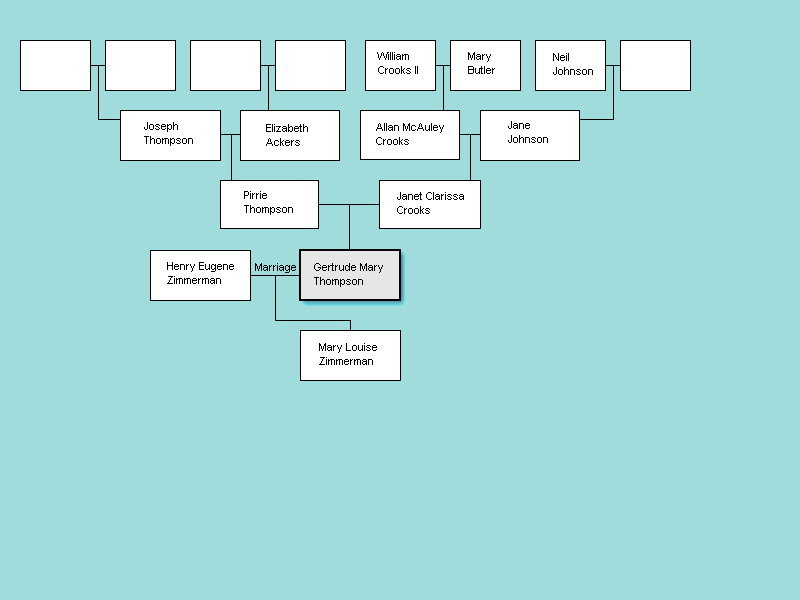 William
Crooks II
Mary
Butler
Neil
Johnson
Joseph
Thompson
Elizabeth
Ackers
Allan McAuley
Crooks
Jane
Johnson
Pirrie
Thompson
Janet Clarissa
Crooks
Henry Eugene
Zimmerman
Marriage
Gertrude Mary
Thompson
Mary Louise
Zimmerman